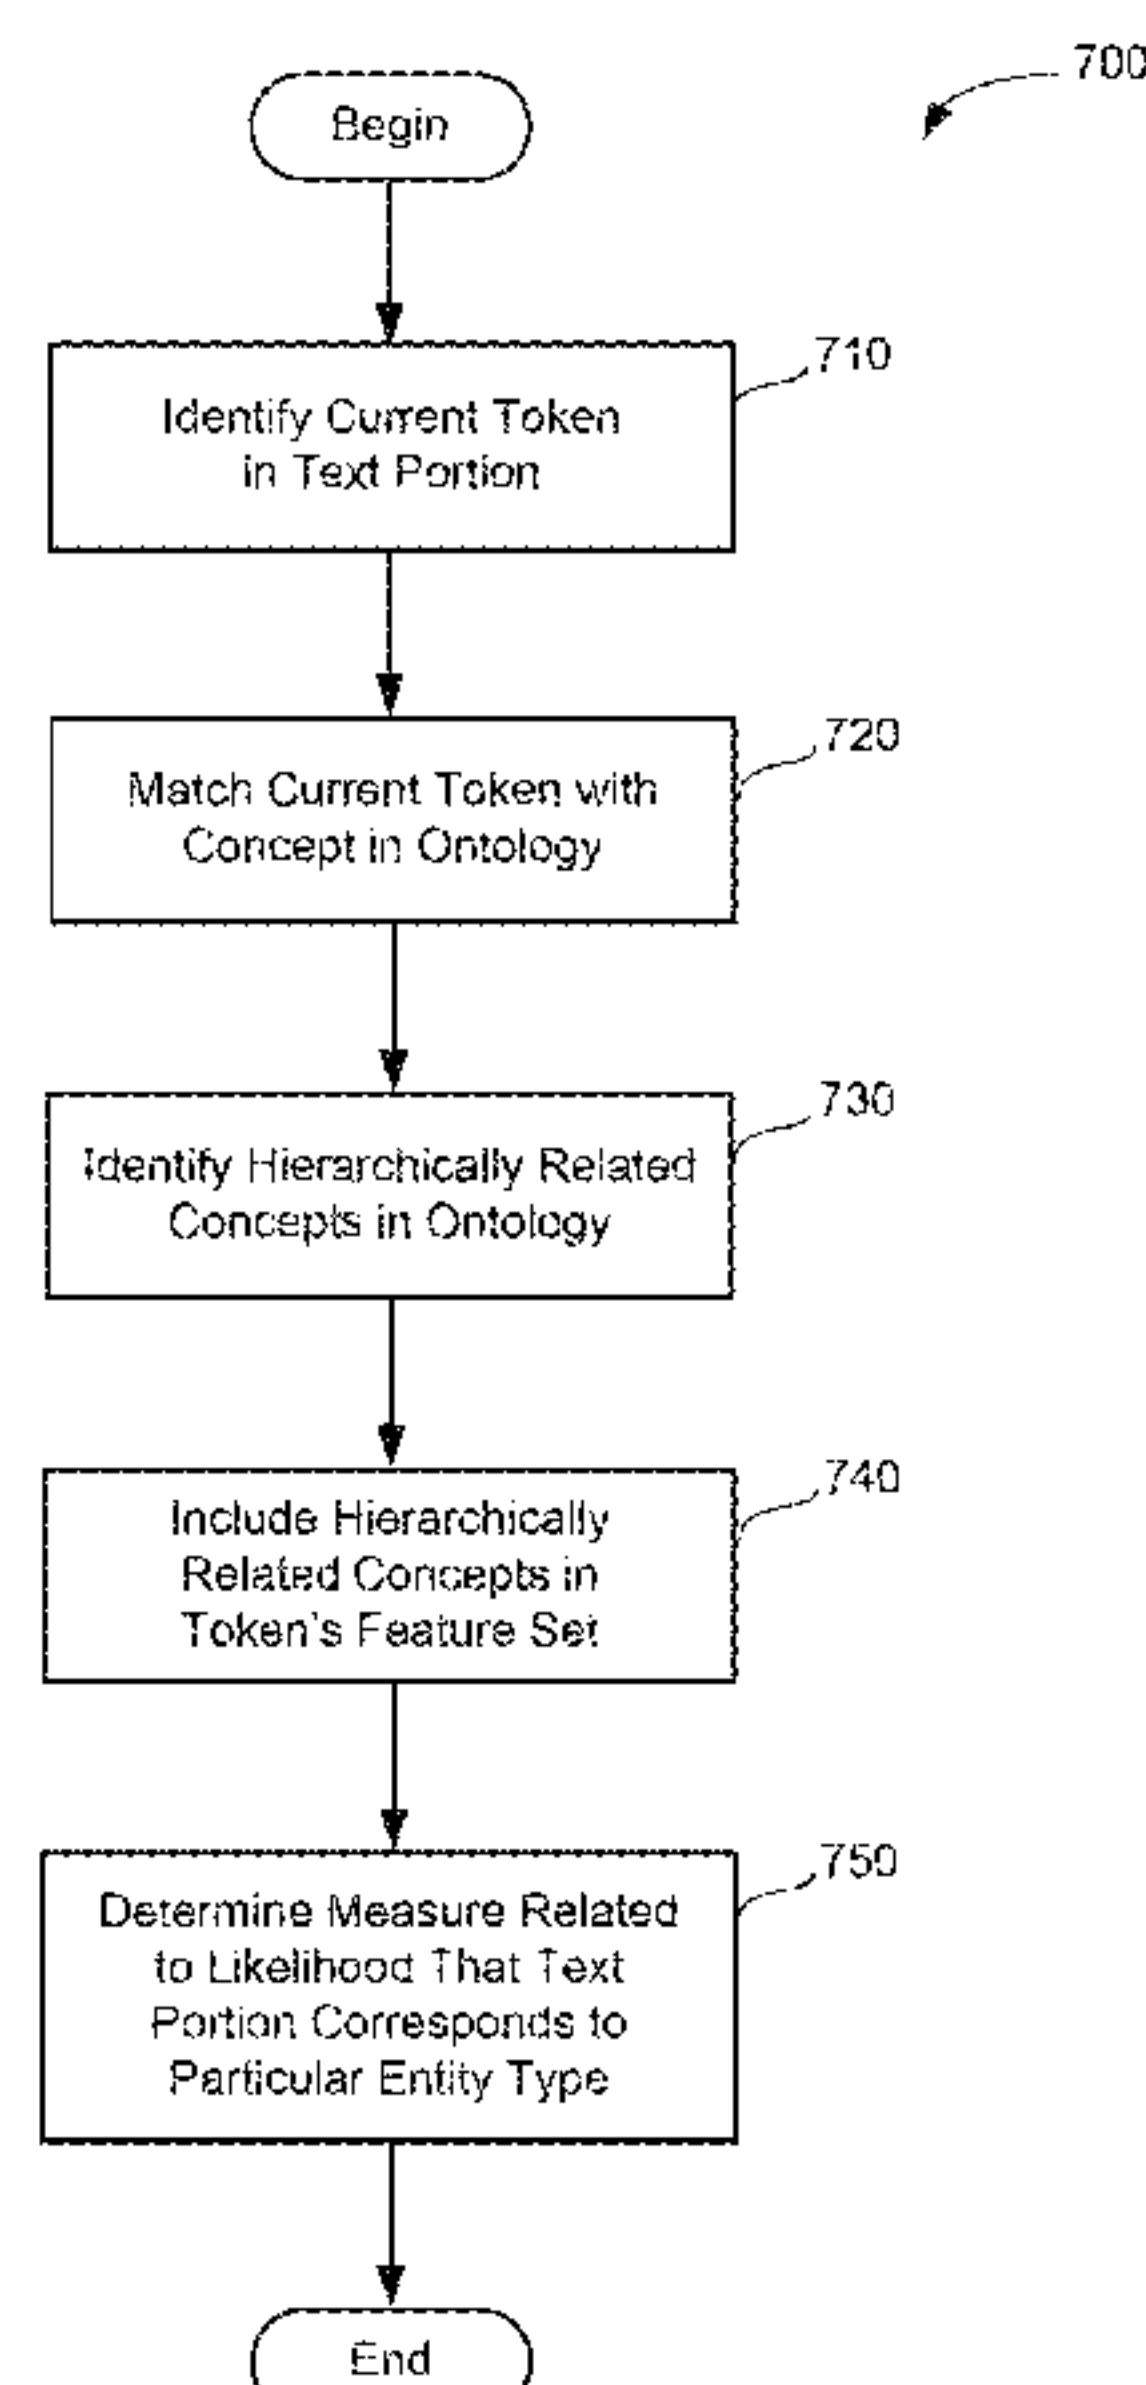 700
Begin
710
Identify Current Token
in Text Portion
720
Match Current Token with
Concept in Ontology
730
Identify Hierarchically Related
Concepts in Ontology
740
Include Hierarchically
Related Concepts in
Token's Feature Set
750
Determine Measure Related
to Likelihood That Text
Portion Corresponds to
Particular Entity Type
End